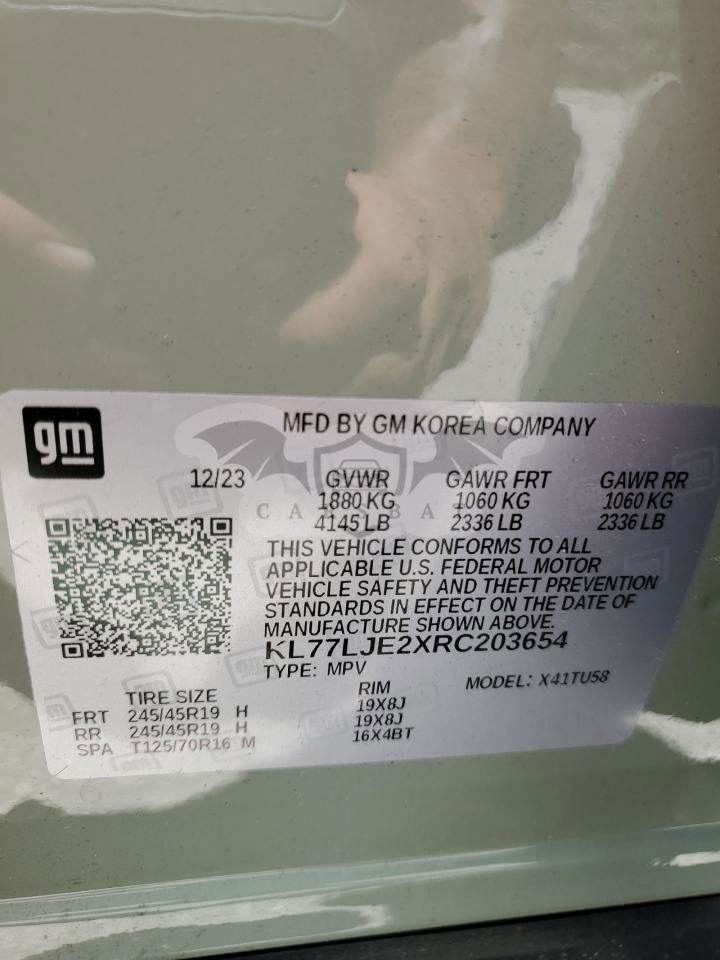 gm
MFD BY GM KOREA COMPANY
12/23 GVWR GAWR FRT GAWR RR
1880 KG 1060 KG 1060 KG
4145 LB 2336 LB 2336 LB
THIS VEHICLE CONFORMS TO ALL
APPLICABLE U.S. FEDERAL MOTOR
VEHICLE SAFETY AND THEFT PREVENTION
STANDARDS IN EFFECT ON THE DATE OF
MANUFACTURE SHOWN ABOVE.
KL77LJE2XRC203654
TYPE: MPV MODEL: X41TU58
TIRE SIZE RIM
FRT 245/45R19 H 19X8J
RR 245/45R19 H 19X8J
SPA T125/70R16 M 16X4BT